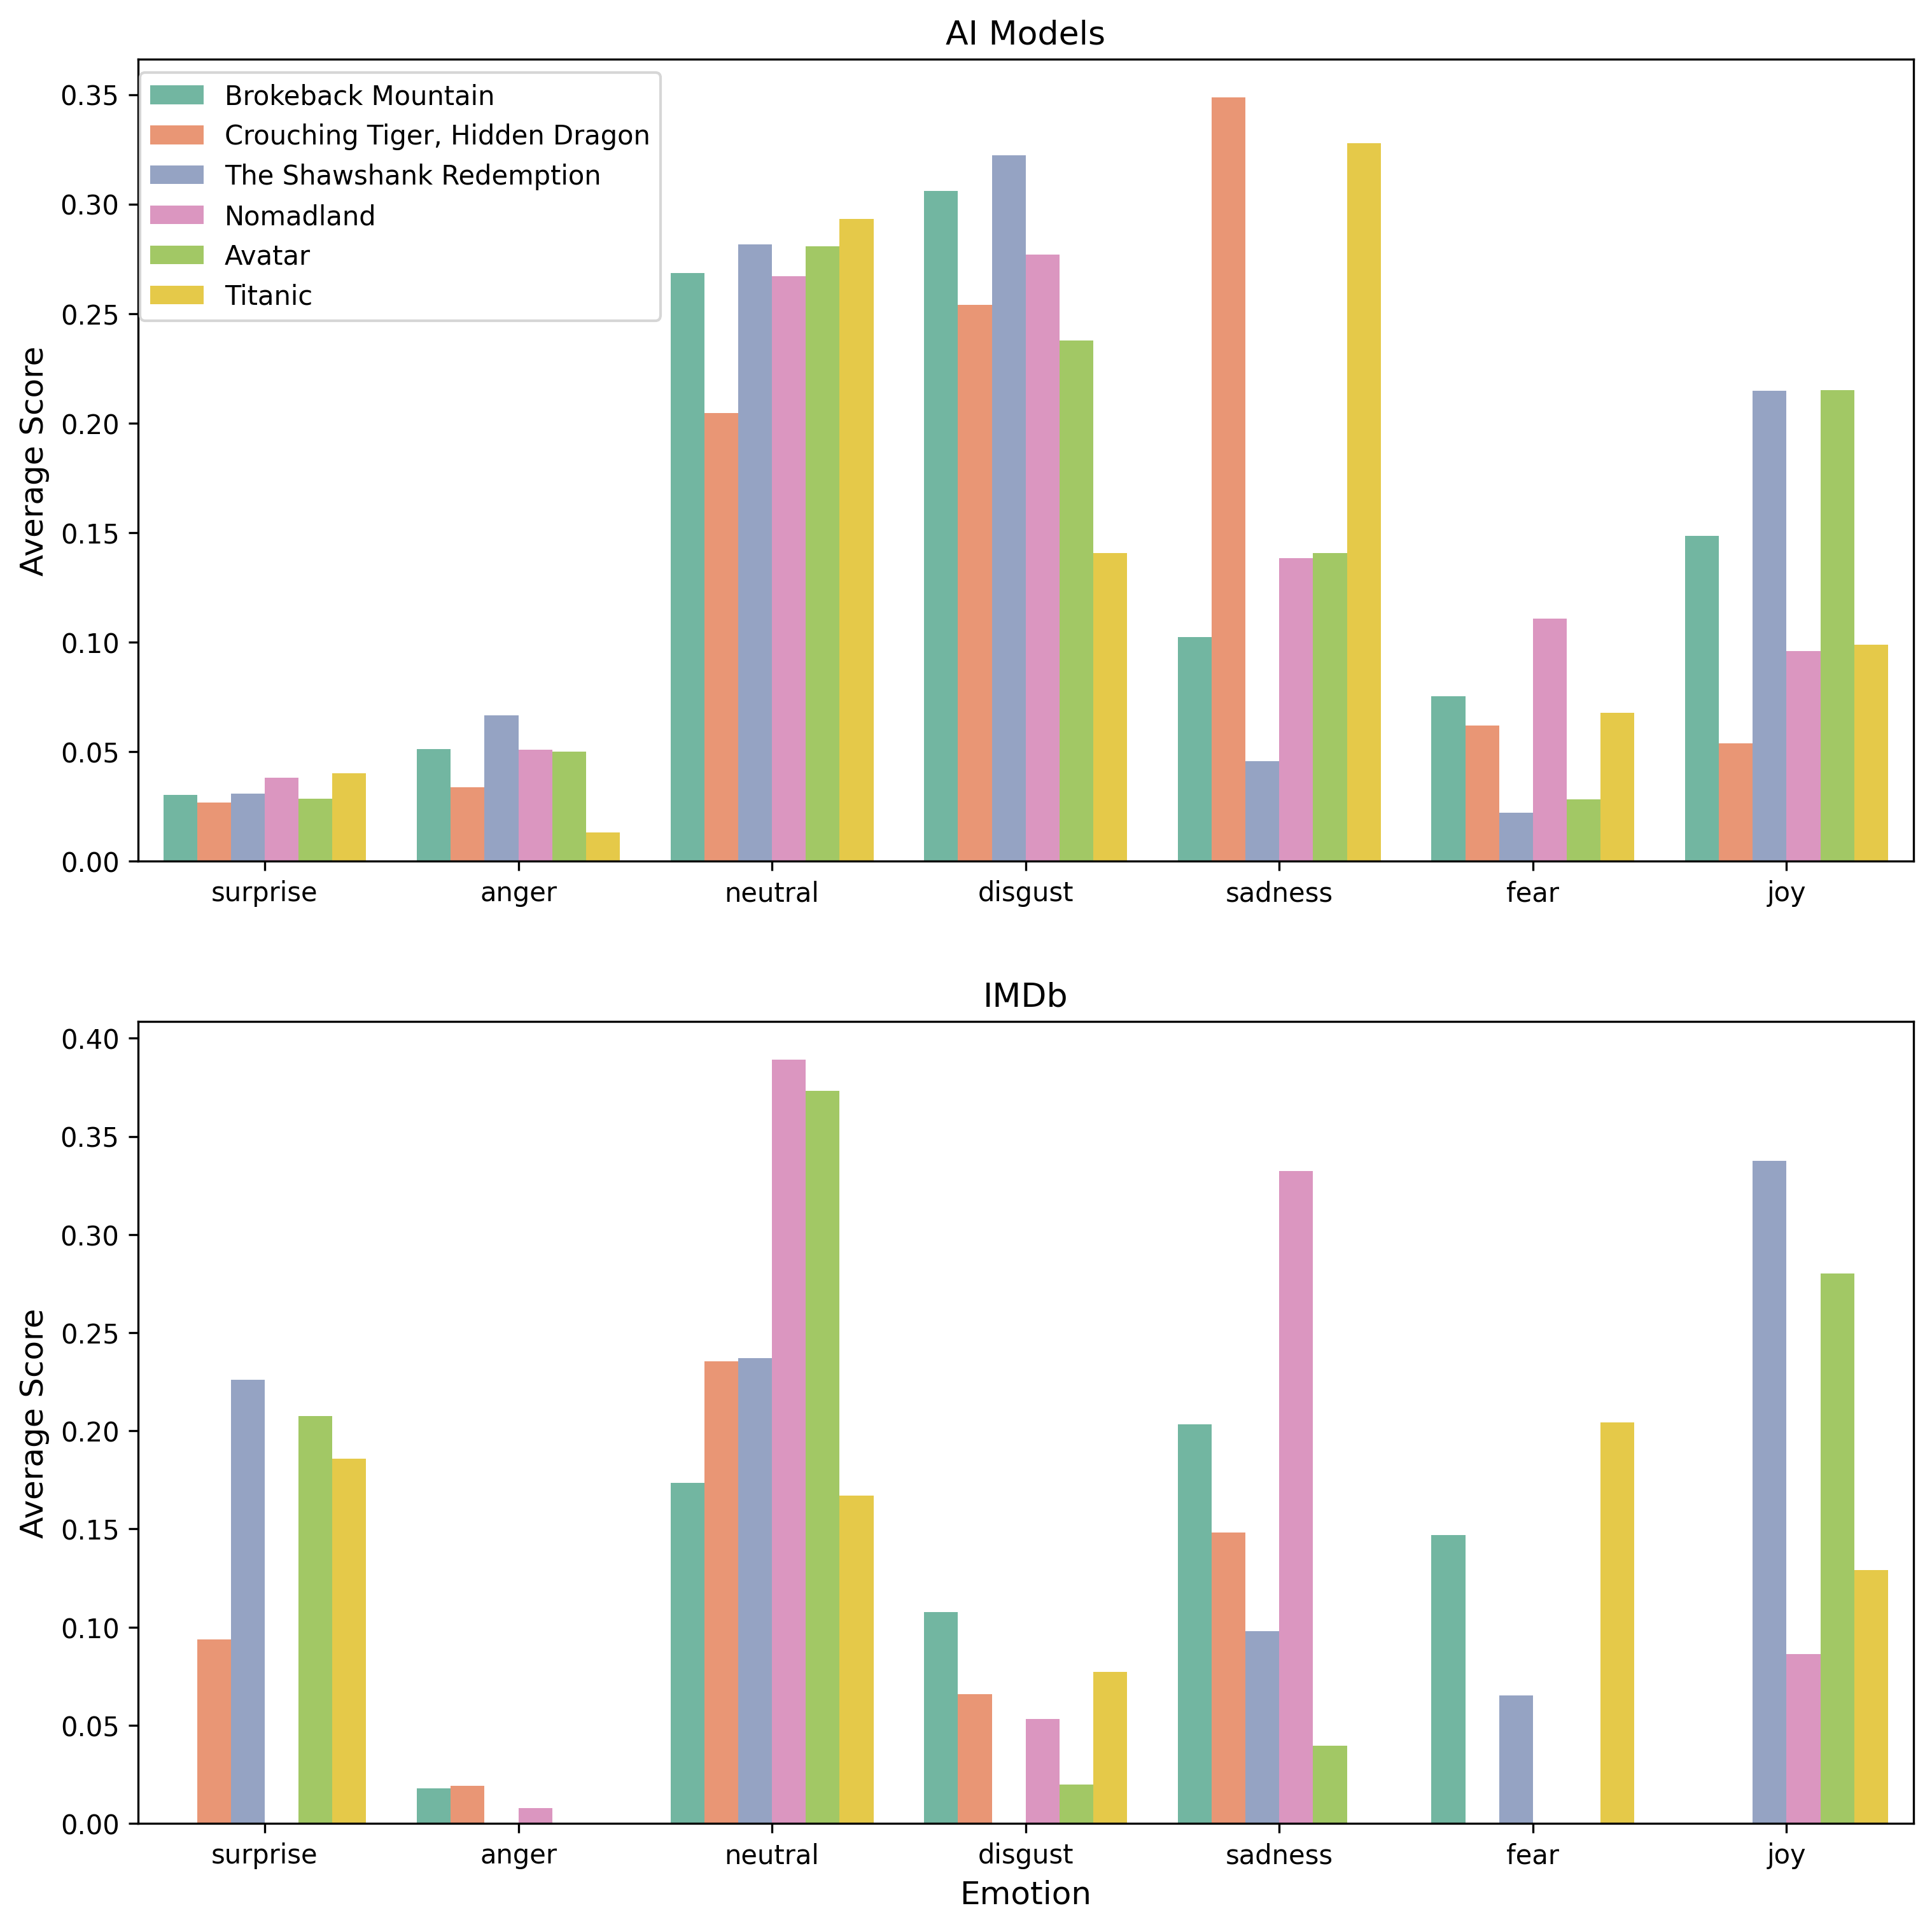 AI Models
Brokeback Mountain
Crouching Tiger, Hidden Dragon
The Shawshank Redemption
Nomadland
Avatar
Titanic
Average Score
0.35
0.30
0.25
0.20
0.15
0.10
0.05
0.00
surprise anger neutral disgust sadness fear joy
IMDb
Average Score
0.40
0.35
0.30
0.25
0.20
0.15
0.10
0.05
0.00
surprise anger neutral disgust sadness fear joy
Emotion